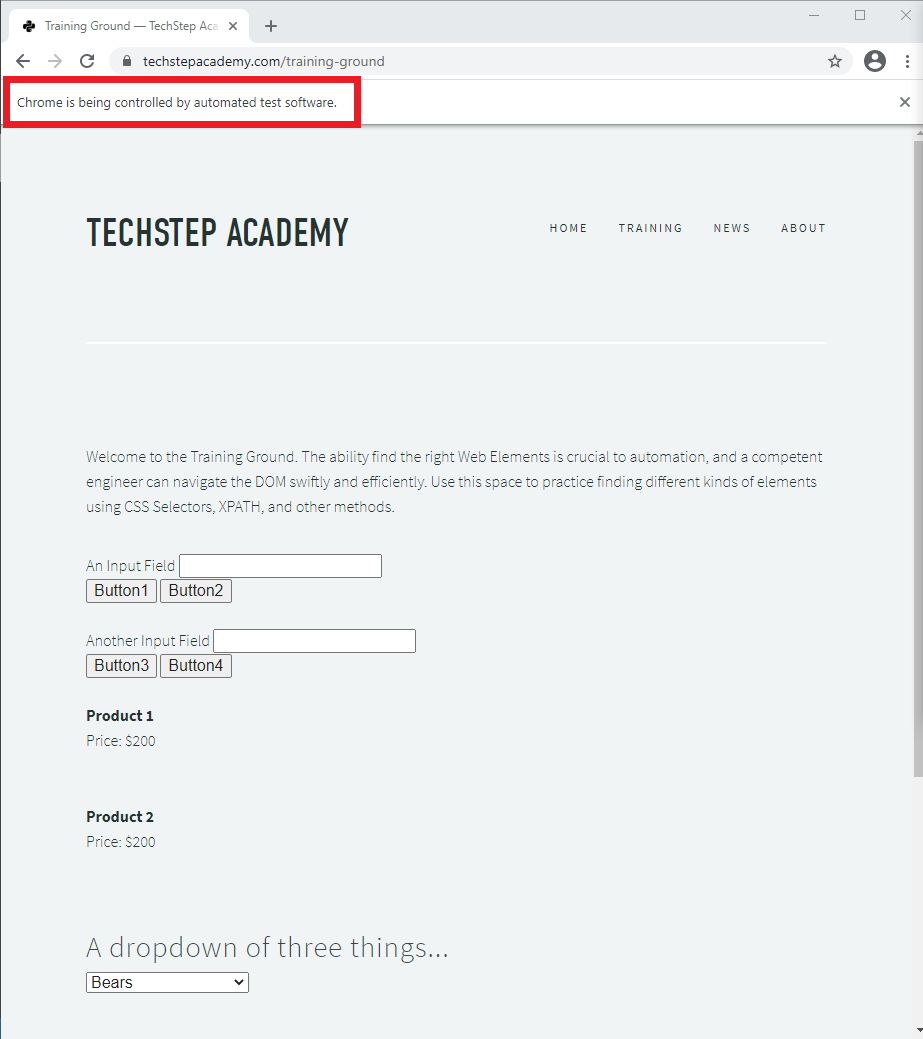 Training Ground — TechStep Aca
techstepacademy.com/training-ground
Chrome is being controlled by automated test software.
TECHSTEP ACADEMY
HOME TRAINING NEWS ABOUT
Welcome to the Training Ground. The ability find the right Web Elements is crucial to automation, and a competent
engineer can navigate the DOM swiftly and efficiently. Use this space to practice finding different kinds of elements
using CSS Selectors, XPATH, and other methods.
An Input Field
Button1 Button2
Another Input Field
Button3 Button4
Product 1
Price: $200
Product 2
Price: $200
A dropdown of three things...
Bears